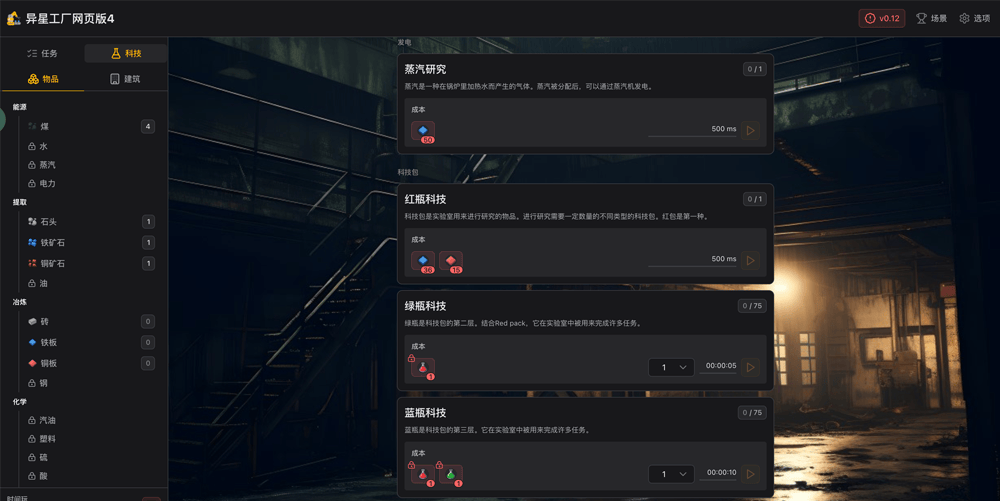 异星工厂网页版4
v0.12
场景
选项
任务
科技
物品
建筑
能源
煤
4
水
蒸汽
电力
提取
石头
1
铁矿石
1
铜矿石
1
油
冶炼
砖
0
铁板
0
铜板
0
钢
化学
汽油
塑料
硫
酸
时间玩
发电
蒸汽研究
0 / 1
蒸汽是一种在锅炉里加热水而产生的气体。蒸汽被分配后，可以通过蒸汽机发电。
成本
50
500 ms
科技包
红瓶科技
0 / 1
科技包是实验室用来进行研究的物品，进行研究需要一定数量的不同类型的科技包。红包是第一种。
成本
36
15
500 ms
绿瓶科技
0 / 75
绿瓶是科技包的第二层。结合Red pack，它在实验室中被用来完成许多任务。
成本
1
1
00:00:05
蓝瓶科技
0 / 75
蓝瓶是科技包的第三层。它在实验室中被用来完成许多任务。
成本
1
1
1
00:00:10